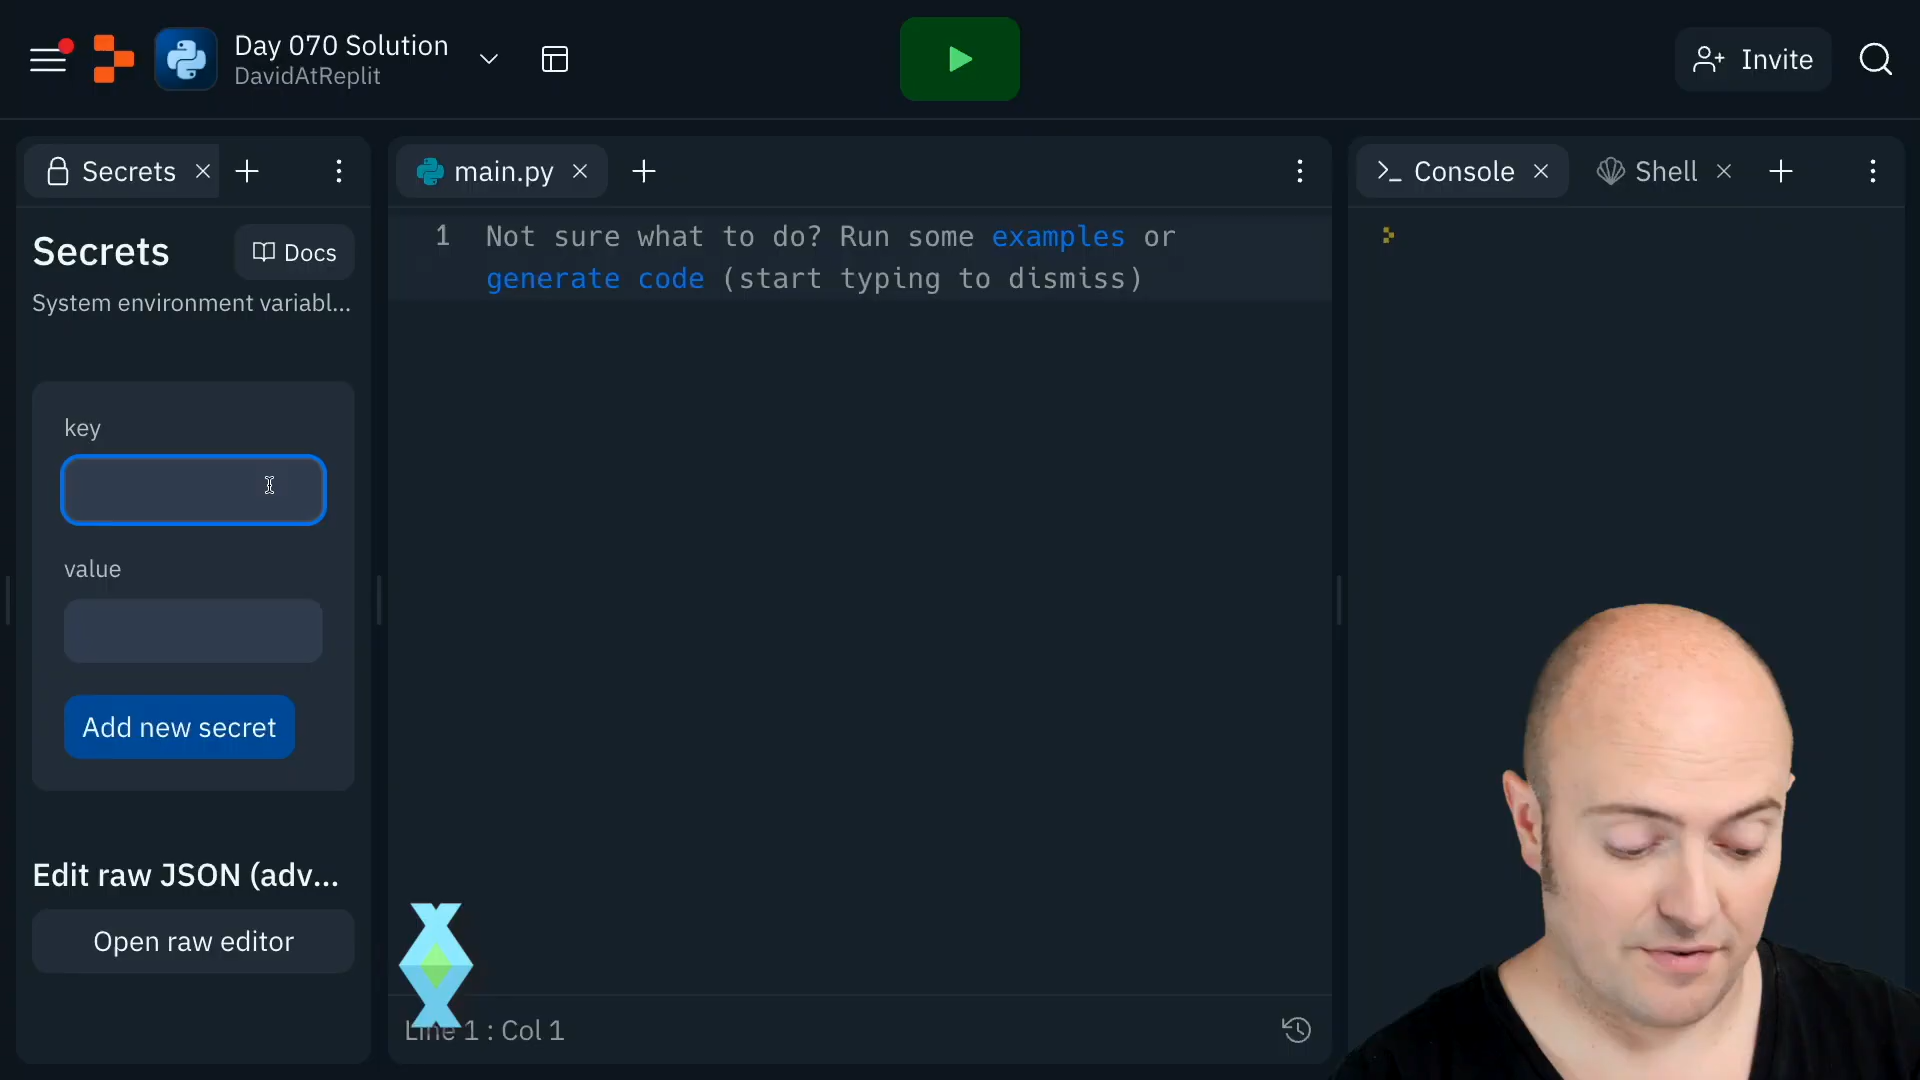 Day 070 Solution
DavidAtReplit
Invite
Secrets
main.py
Console
Shell
Secrets
Docs
System environment variabl...
1 Not sure what to do? Run some examples or
generate code (start typing to dismiss)
key
value
Add new secret
Edit raw JSON (adv...
Open raw editor
Line 1 : Col 1